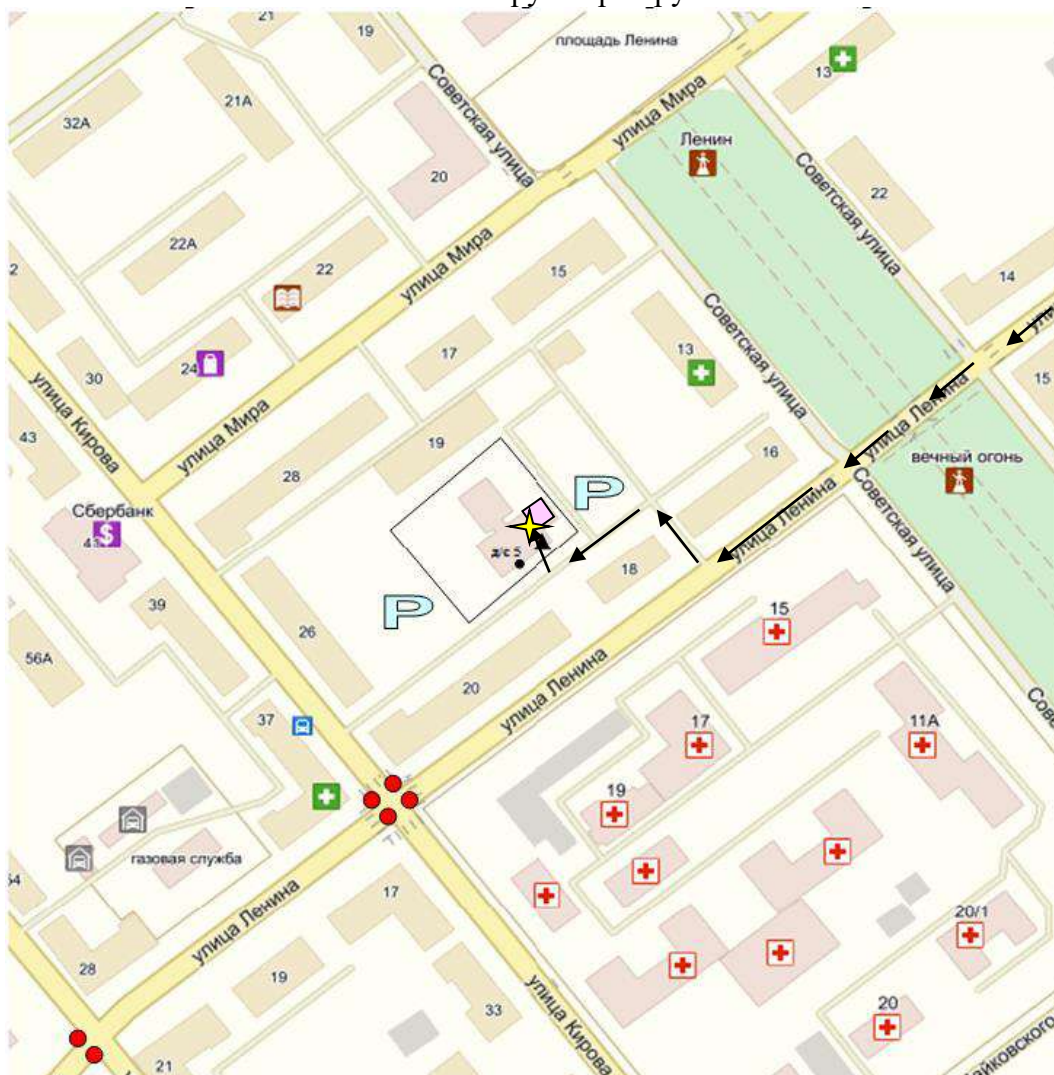 21
19
площадь Ленина
13
21А
32А
Советская улица
улица Мира
Ленин
20
Советская улица
22
22А
22
15
14
улица Мира
2
Советская улица
13
17
24
30
15
улица Кирова
улица Мира
19
43
16
улица Ленина
вечный огонь
28
Сбербанк
P
Советская улица
улица Ленина
д/с 5
18
39
P
15
26
56А
20
улица Ленина
37
17
11А
19
газовая служба
17
20/1
улица Ленина
28
19
33
улица Кирова
20
21